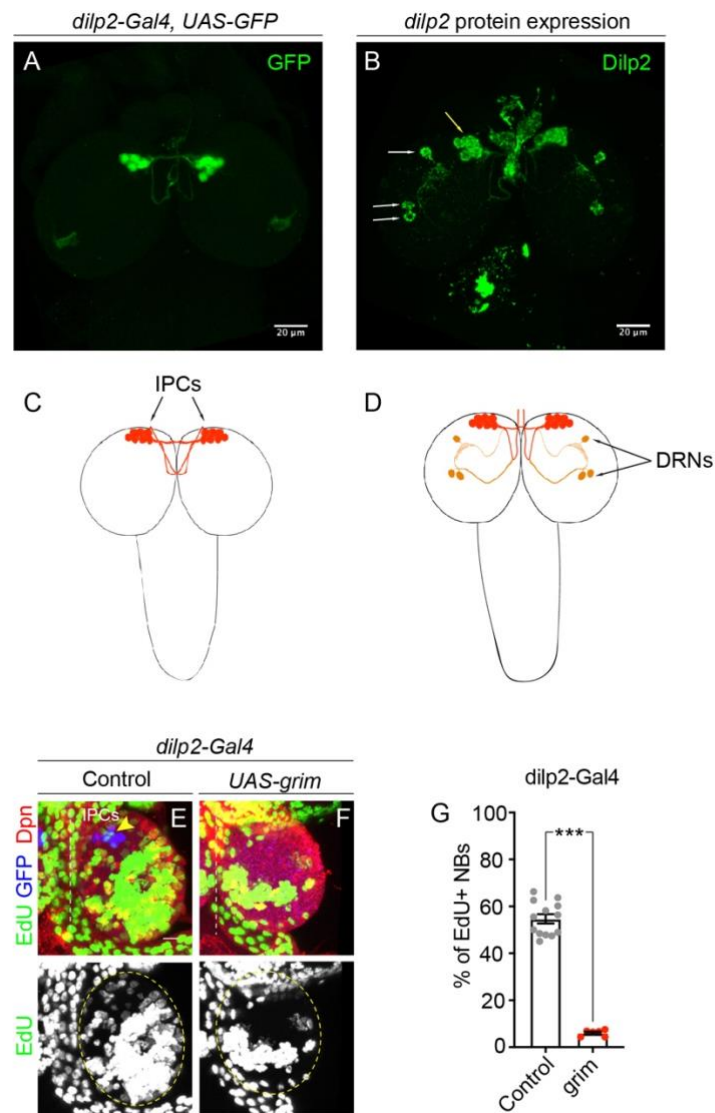 dilp2-Gal4, UAS-GFP
dilp2 protein expression
A
GFP
20 µm
B
Dilp2
20 µm
C
IPCs
D
DRNs
dilp2-Gal4
Control
UAS-grim
EdU GFP Dpn
IPCs
E
F
EdU
dilp2-Gal4
G
% of EdU+ NBs
100
80
60
40
20
0
***
Control
grim